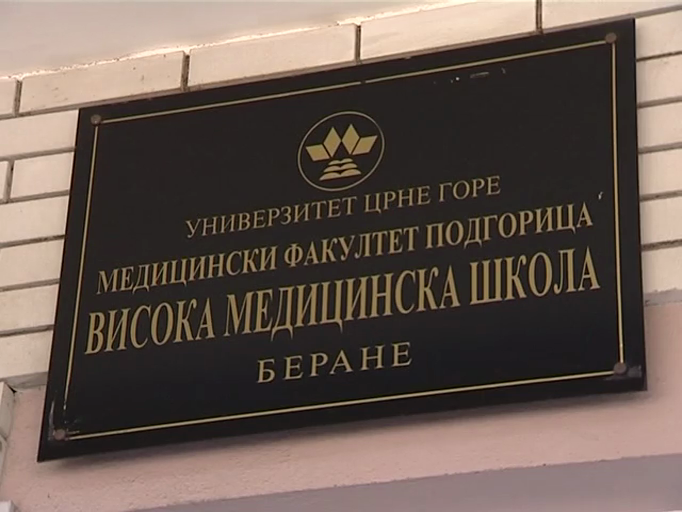 УНИВЕРЗИТЕТ ЦРНЕ ГОРЕ
МЕДИЦИНСКИ ФАКУЛТЕТ ПОДГОРИЦА
ВИСОКА МЕДИЦИНСКА ШКОЛА
БЕРАНЕ